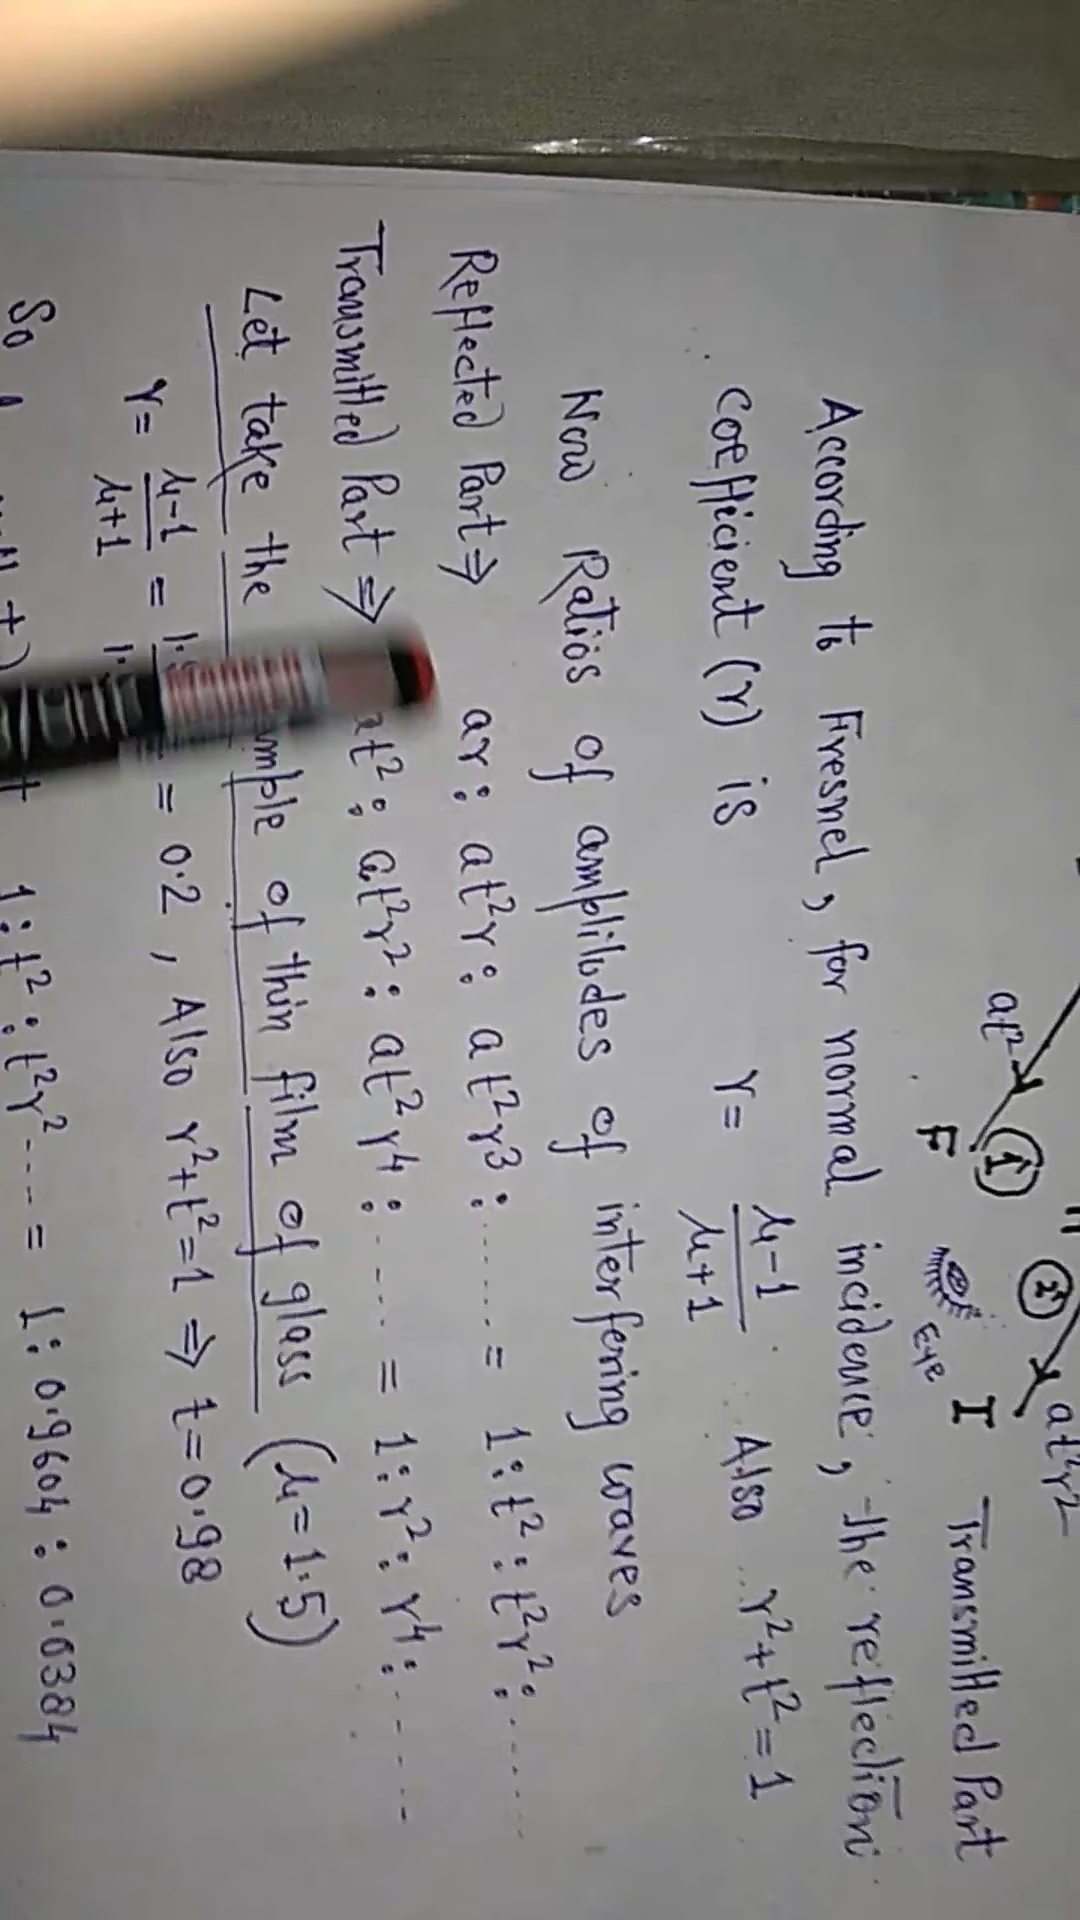 at²
①
F
Eye
②
I
at²r²
Transmitted Part
According to Fresnel, for normal incidence, the reflection
coefficient (r) is r = μ-1/μ+1 Also r²+t²=1
Now Ratios of amplitudes of interfering waves
Reflected Part ⇒ ar : at²r : at²r³ : ...... = 1 : t² : t²r² : ......
Transmitted Part ⇒ at² : at²r² : at²r⁴ : ..... = 1 : r² : r⁴ : ......
Let take the of thin film of glass (μ=1.5)
r = μ-1/μ+1 = = 0.2 , Also r²+t²=1 ⇒ t=0.98
So 1 : t² : t²r² .... = 1 : 0.9604 : 0.0384